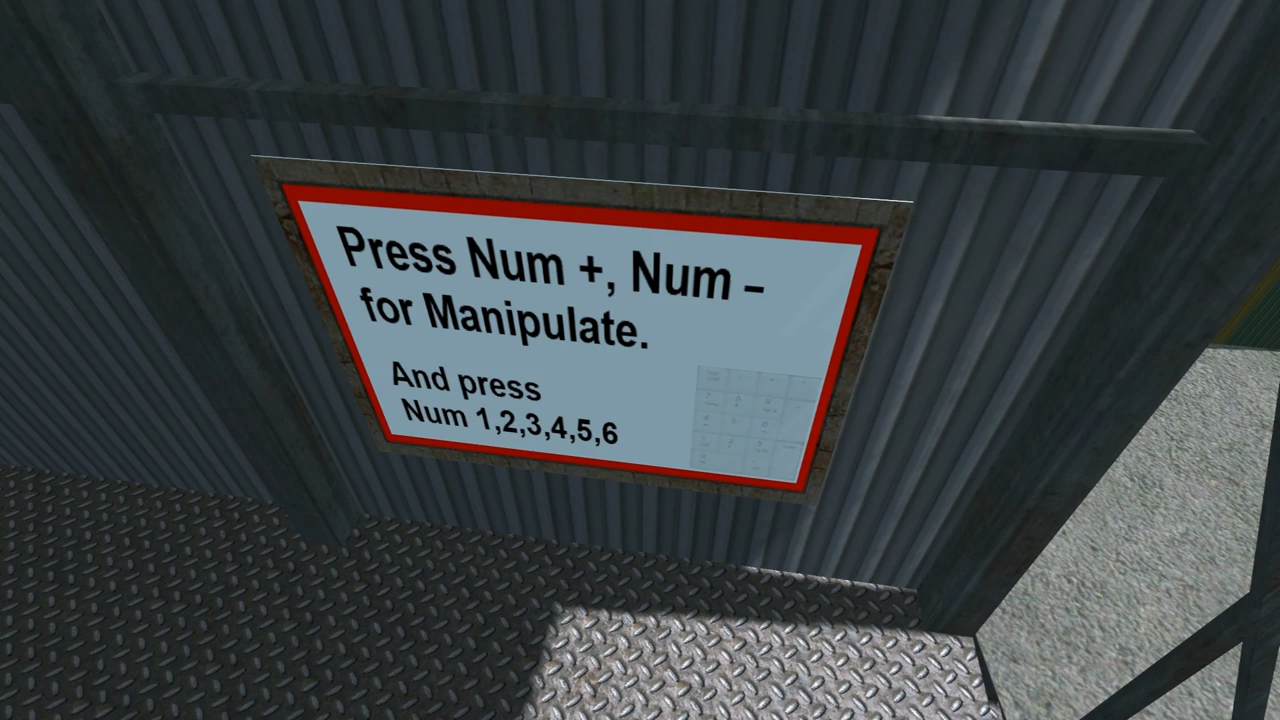 Press Num +, Num –
for Manipulate.
And press
Num 1,2,3,4,5,6